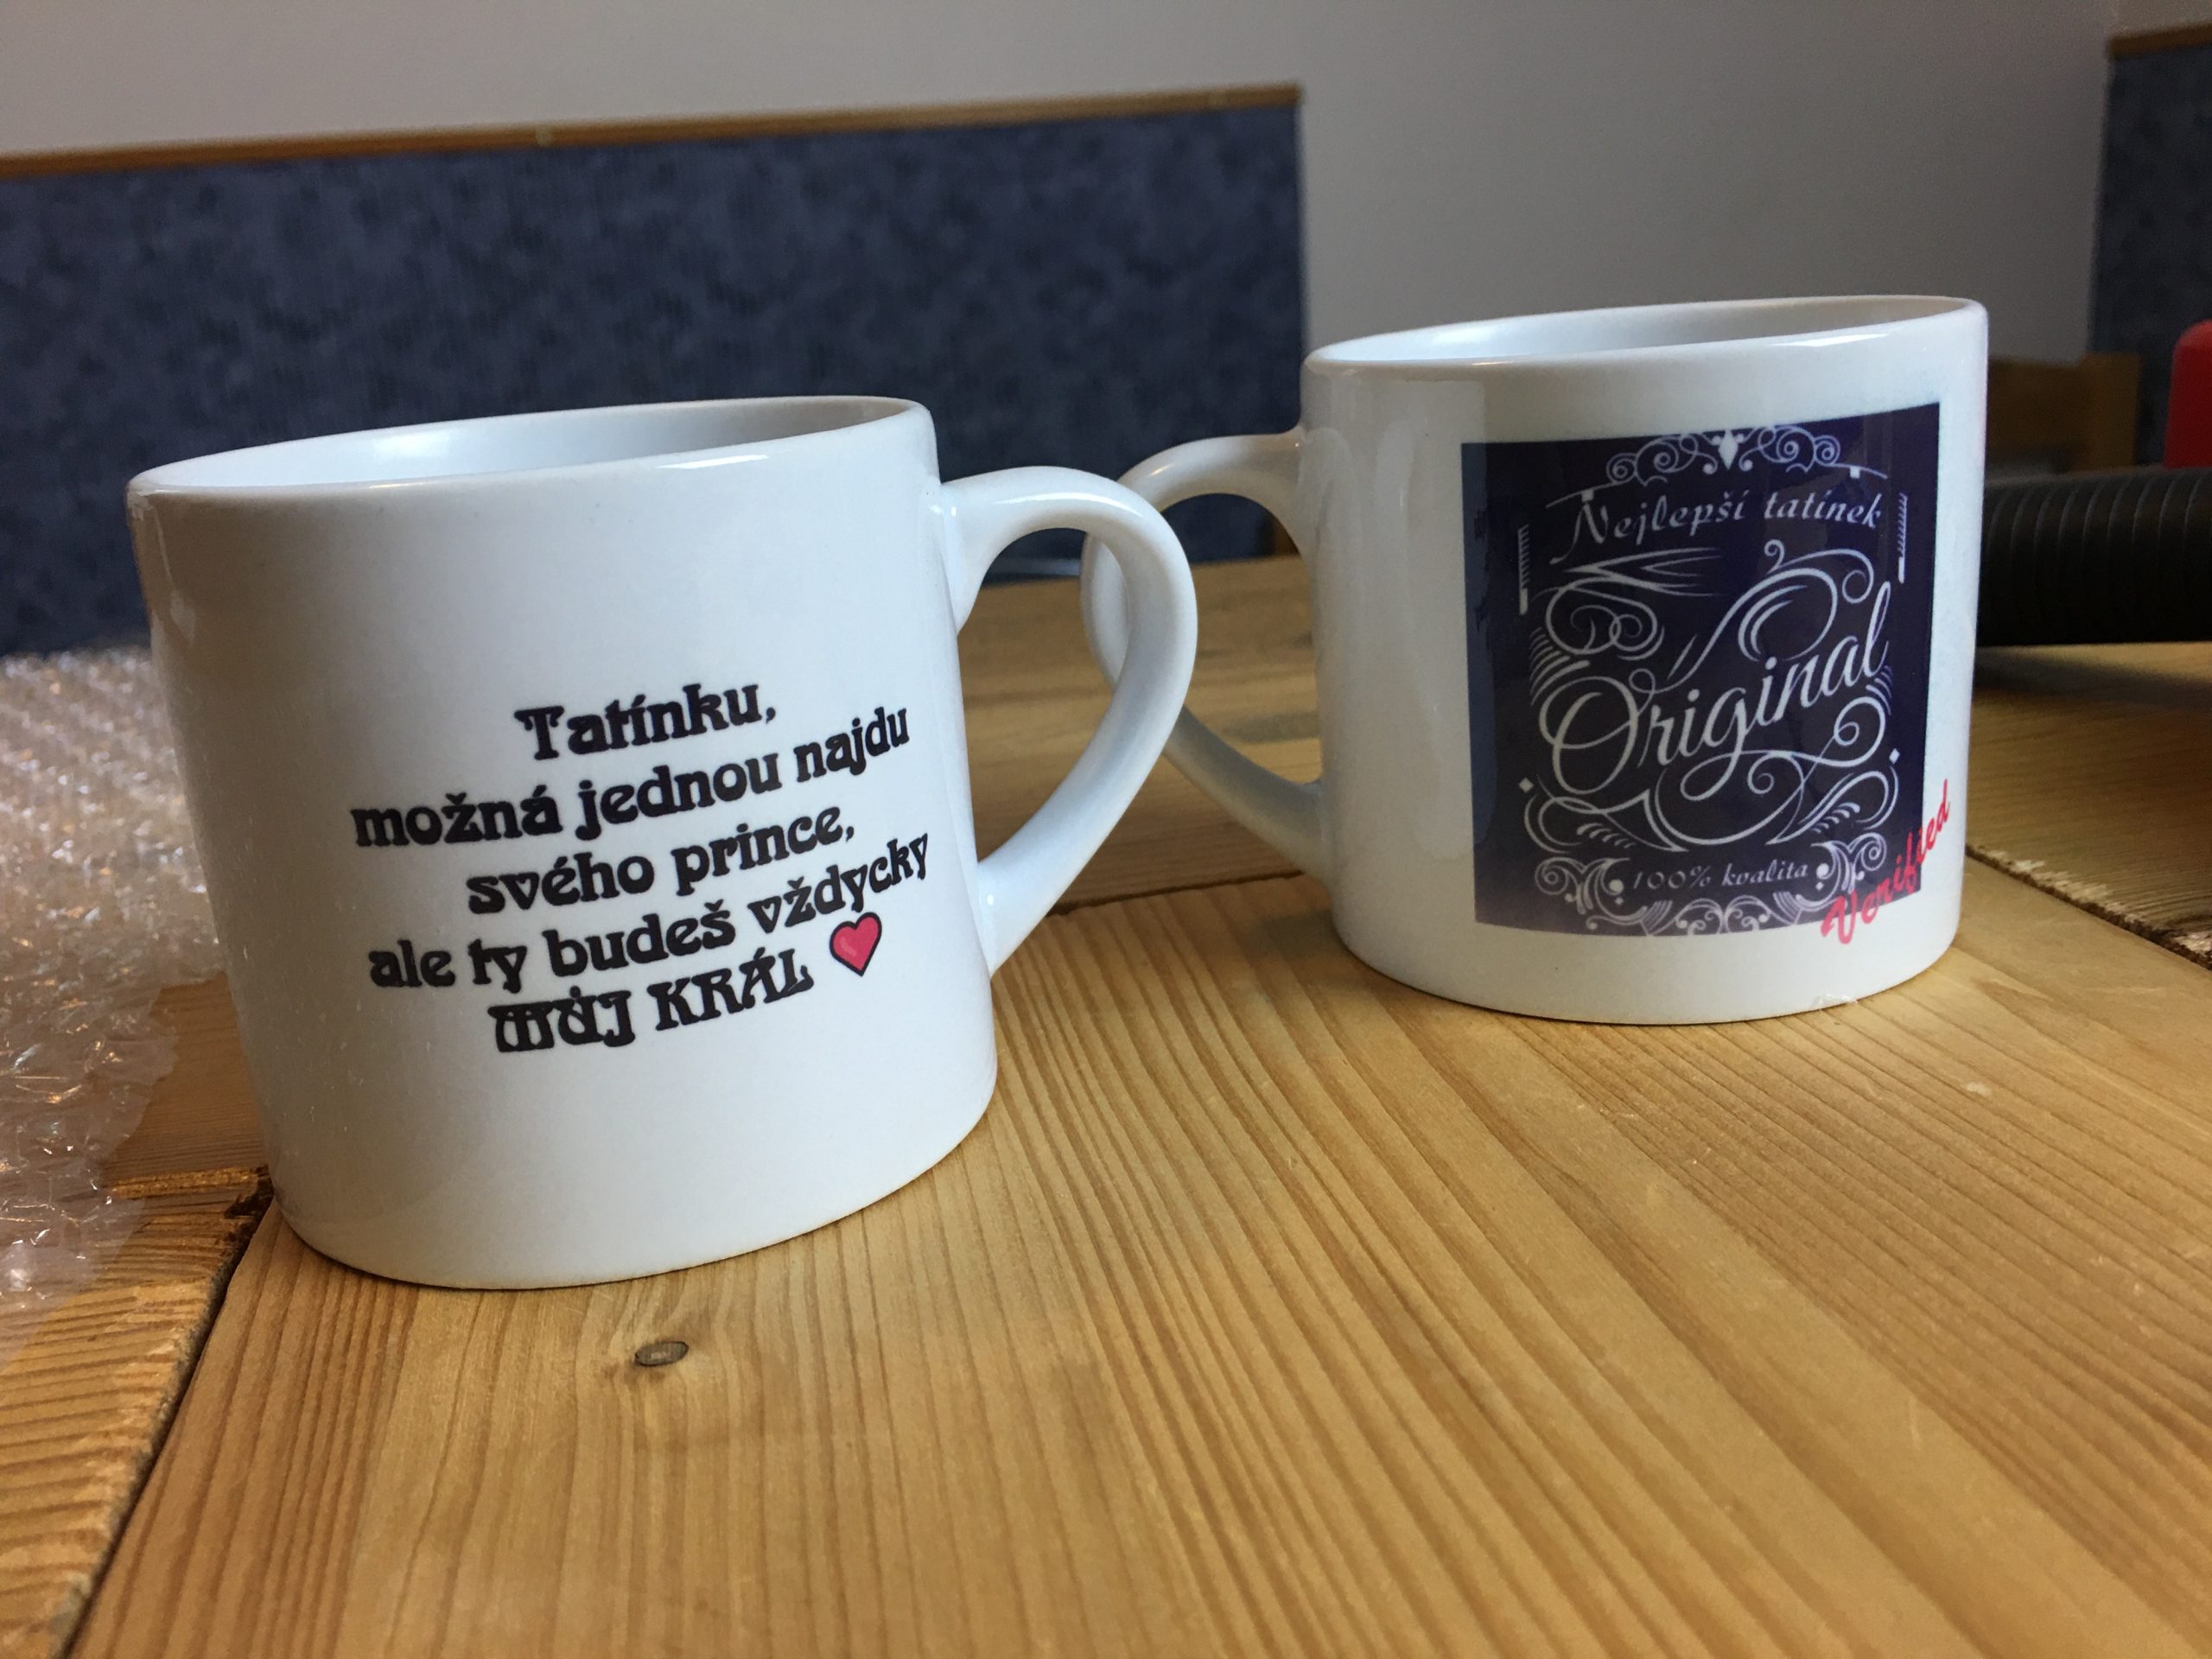 Tatínku,
možná jednou najdu
svého prince,
ale ty budeš vždycky
MŮJ KRÁL
Nejlepší tatínek
Original
100% kvalita
Verified